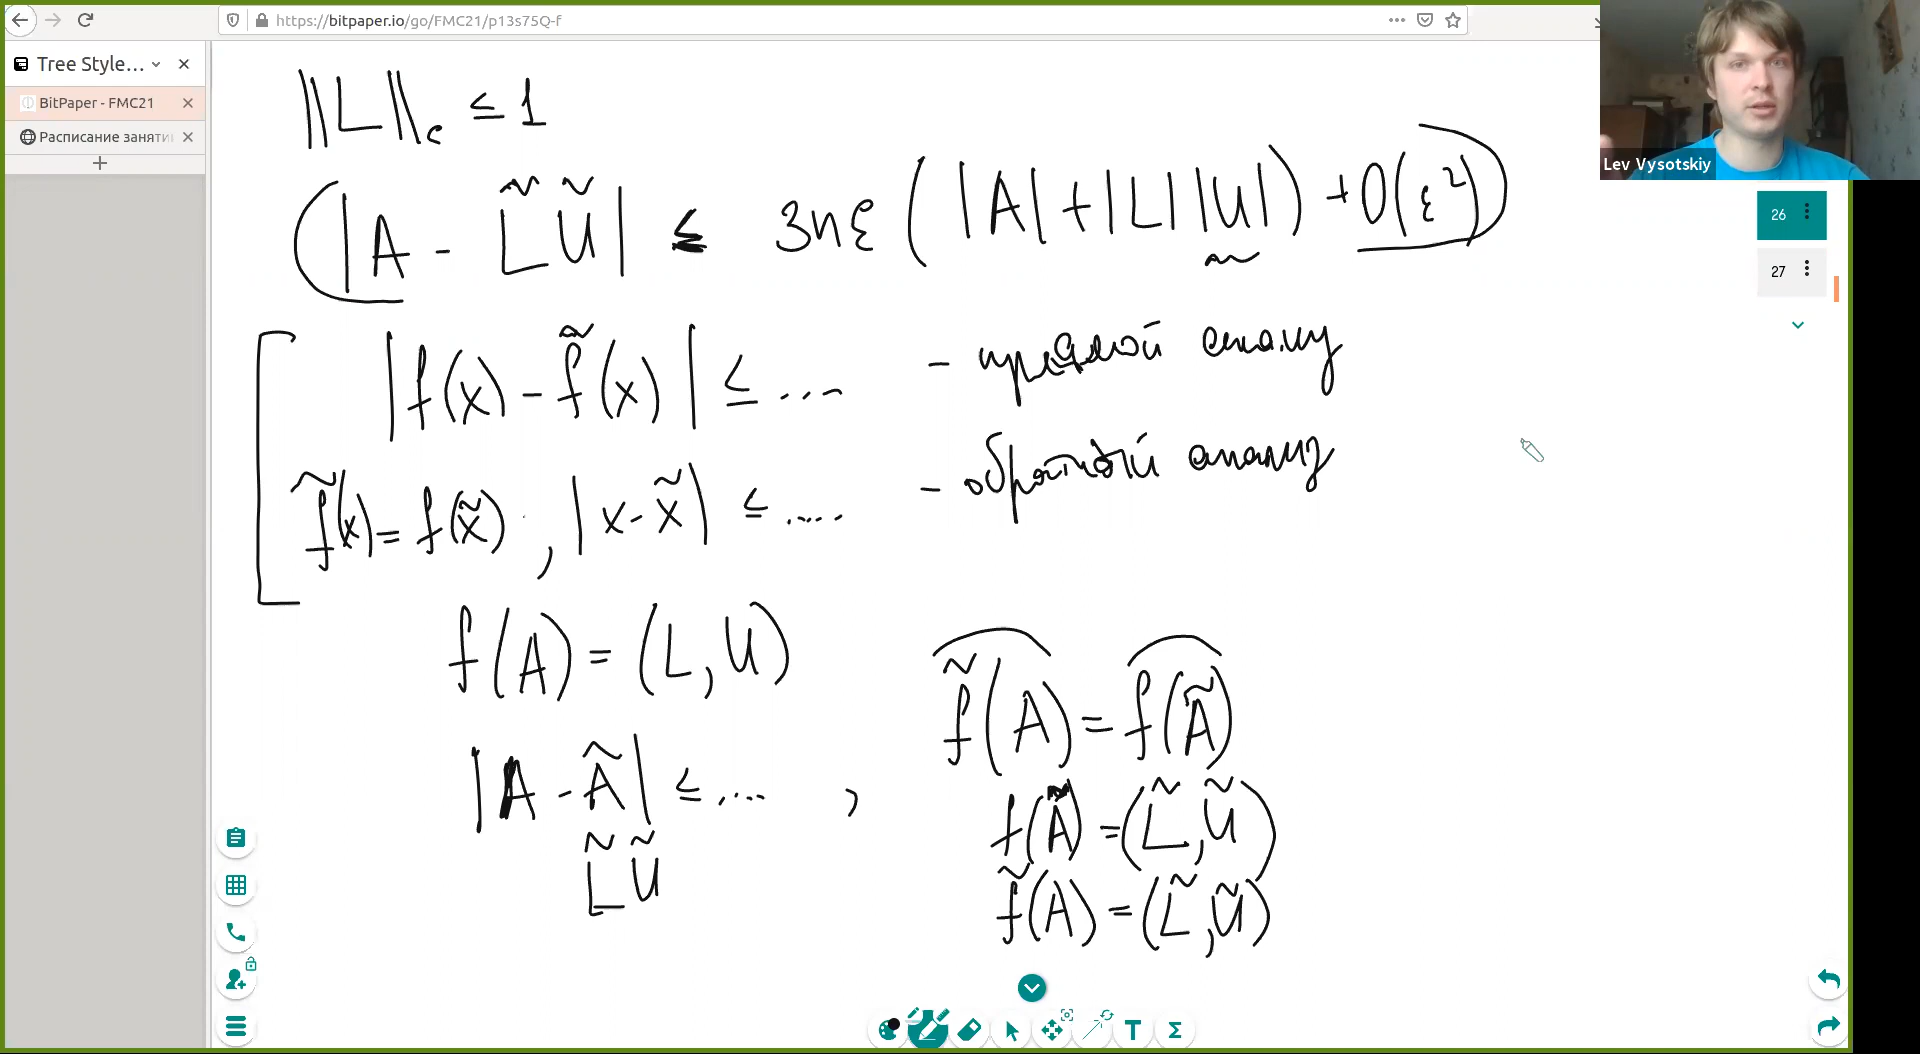 https://bitpaper.io/go/FMC21/p13s75Q-f
Tree Style...
BitPaper - FMC21
Расписание заняти
Lev Vysotskiy
26
27
||L||_c ≤ 1
|A - L̃Ũ| ≤ 3nε(|A| + |L||U|) + O(ε²)
|f(x) - f̃(x)| ≤ .... - прямой анализ
f̃(x) = f(x̃), |x - x̃| ≤ ..... - обратный анализ
f(A) = (L, U)
f̃(A) = f(Ã)
|A - Ã| ≤ .... ,
f(Ã) = (L̃, Ũ)
L̃Ũ
f̃(A) = (L̃, Ũ)
T
Σ